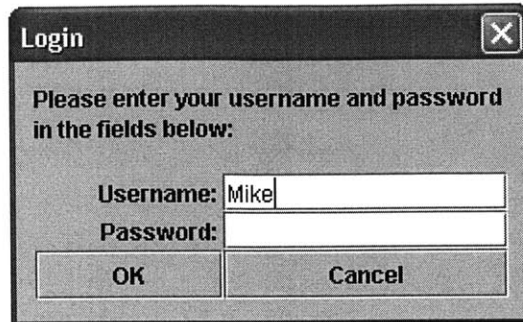 Login
Please enter your username and password
in the fields below:
Username: Mike
Password:
OK Cancel